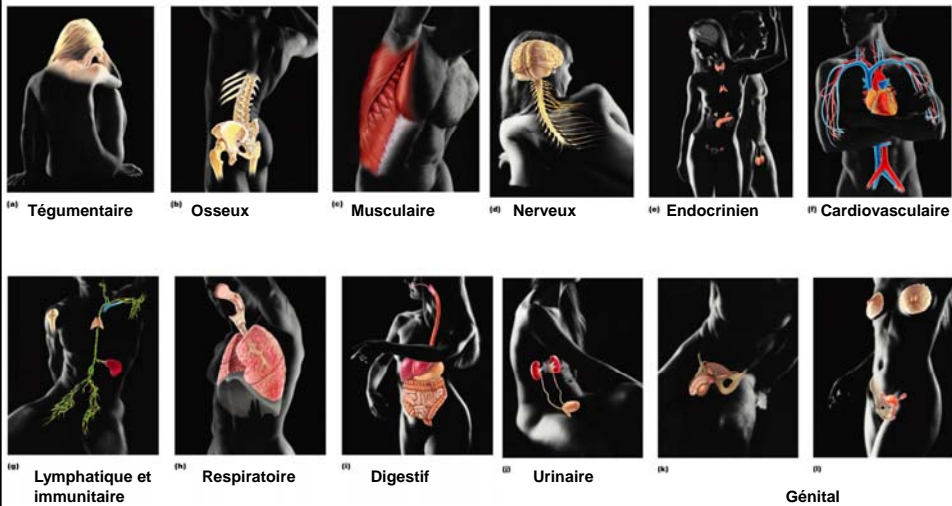 (a) Tégumentaire
(b) Osseux
(c) Musculaire
(d) Nerveux
(e) Endocrinien
(f) Cardiovasculaire
(g) Lymphatique et
immunitaire
(h) Respiratoire
(i) Digestif
(j) Urinaire
(k)
(l)
Génital